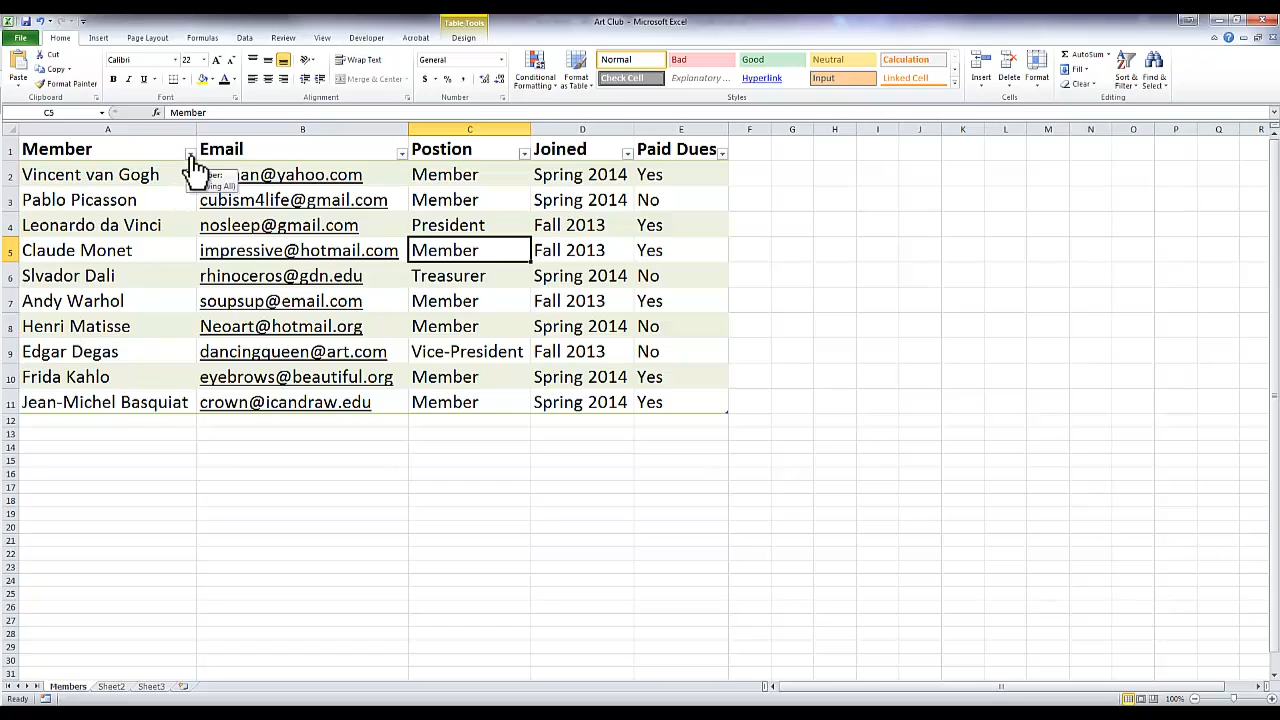 Table Tools
Art Club - Microsoft Excel
File Home Insert Page Layout Formulas Data Review View Developer Acrobat Design
Paste
Cut
Copy
Format Painter
Clipboard
Calibri 22
B I U
Font
Wrap Text
Merge & Center
Alignment
General
$ % ,
Number
Conditional Formatting
Format as Table
Normal Bad Good Neutral Calculation
Check Cell Explanatory ... Hyperlink Input Linked Cell
Styles
Insert Delete Format
Cells
AutoSum
Fill
Clear
Sort & Filter
Find & Select
Editing
C5 fx Member
A B C D E F G H I J K L M N O P Q R
1 Member Email Postion Joined Paid Dues
2 Vincent van Gogh an@yahoo.com Member Spring 2014 Yes
3 Pablo Picasson cubism4life@gmail.com Member Spring 2014 No
4 Leonardo da Vinci nosleep@gmail.com President Fall 2013 Yes
5 Claude Monet impressive@hotmail.com Member Fall 2013 Yes
6 Slvador Dali rhinoceros@gdn.edu Treasurer Spring 2014 No
7 Andy Warhol soupsup@email.com Member Fall 2013 Yes
8 Henri Matisse Neoart@hotmail.org Member Spring 2014 No
9 Edgar Degas dancingqueen@art.com Vice-President Fall 2013 No
10 Frida Kahlo eyebrows@beautiful.org Member Spring 2014 Yes
11 Jean-Michel Basquiat crown@icandraw.edu Member Spring 2014 Yes
12
13
14
15
16
17
18
19
20
21
22
23
24
25
26
27
28
29
30
31
Members Sheet2 Sheet3
Ready 100%